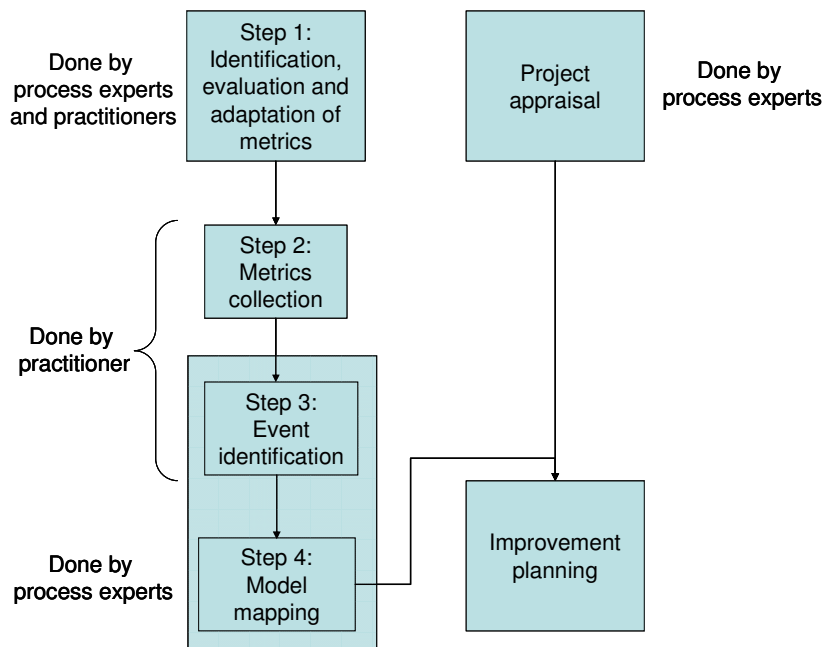 Done by
process experts
and practitioners
Step 1:
Identification,
evaluation and
adaptation of
metrics
Project
appraisal
Done by
process experts
Step 2:
Metrics
collection
Done by
practitioner
Step 3:
Event
identification
Done by
process experts
Step 4:
Model
mapping
Improvement
planning